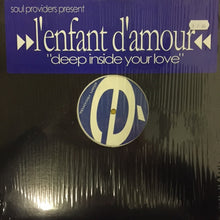 soul providers present
l'enfant d'amour
"deep inside your love"